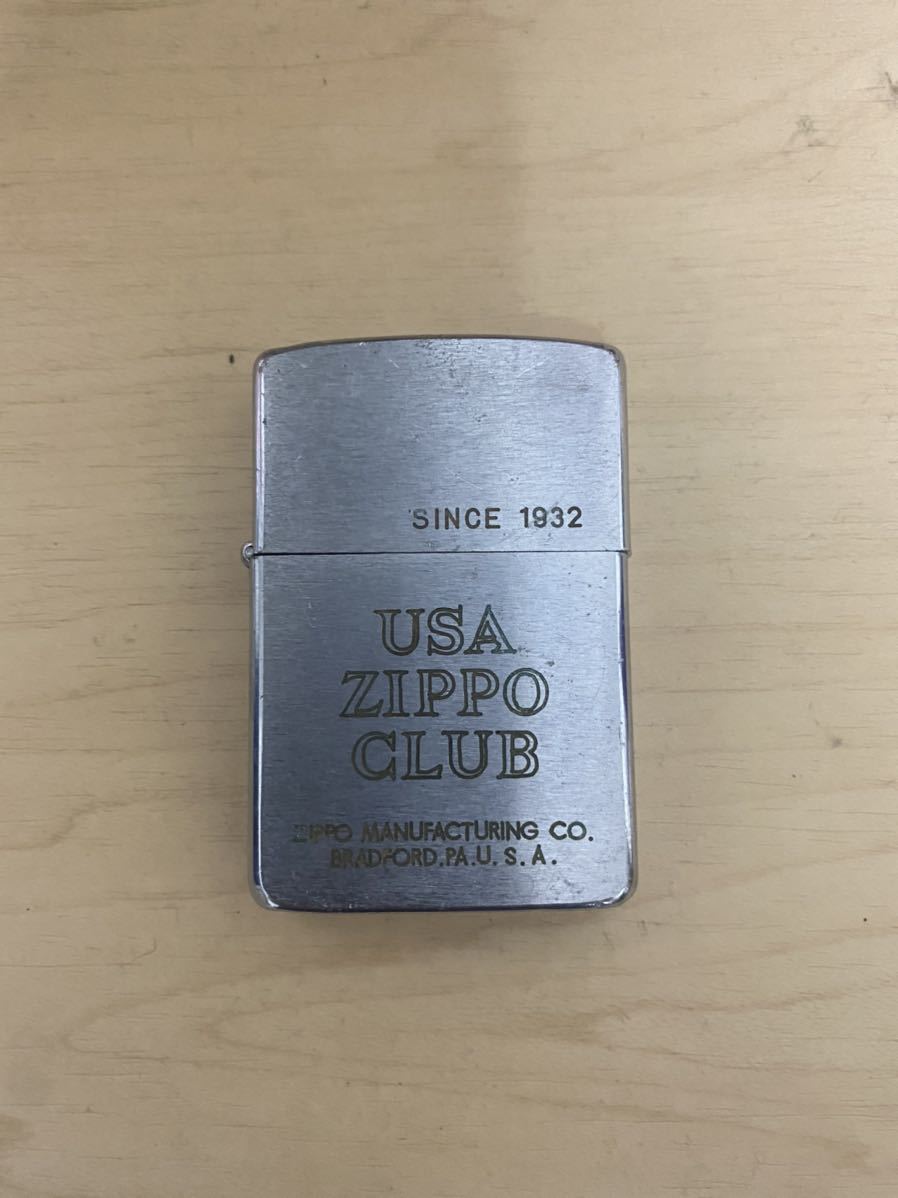 SINCE 1932
USA
ZIPPO
CLUB
ZIPPO MANUFACTURING CO.
BRADFORD.PA.U.S.A.